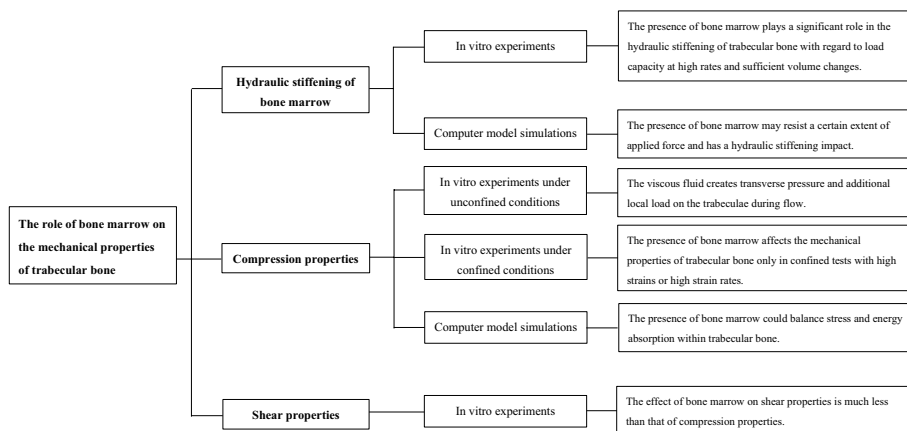 The role of bone marrow on
the mechanical properties
of trabecular bone
Hydraulic stiffening of
bone marrow
In vitro experiments
The presence of bone marrow plays a significant role in the
hydraulic stiffening of trabecular bone with regard to load
capacity at high rates and sufficient volume changes.
Computer model simulations
The presence of bone marrow may resist a certain extent of
applied force and has a hydraulic stiffening impact.
Compression properties
In vitro experiments under
unconfined conditions
The viscous fluid creates transverse pressure and additional
local load on the trabeculae during flow.
In vitro experiments under
confined conditions
The presence of bone marrow affects the mechanical
properties of trabecular bone only in confined tests with high
strains or high strain rates.
Computer model simulations
The presence of bone marrow could balance stress and energy
absorption within trabecular bone.
Shear properties
In vitro experiments
The effect of bone marrow on shear properties is much less
than that of compression properties.